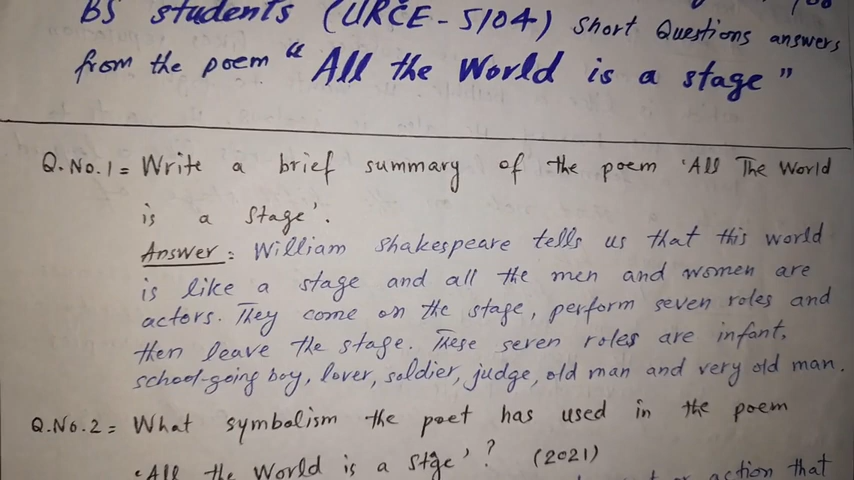 BS students (URCE-5104) Short Questions answers
from the poem "All the World is a stage"
Q.No.1= Write a brief summary of the poem 'All The World
is a Stage'.
Answer: William Shakespeare tells us that this world
is like a stage and all the men and women are
actors. They come on the stage, perform seven roles and
then leave the stage. These seven roles are infant,
school-going boy, lover, soldier, judge, old man and very old man.
Q.No.2= What symbolism the poet has used in the poem
'All the World is a Stge'? (2021)
or action that